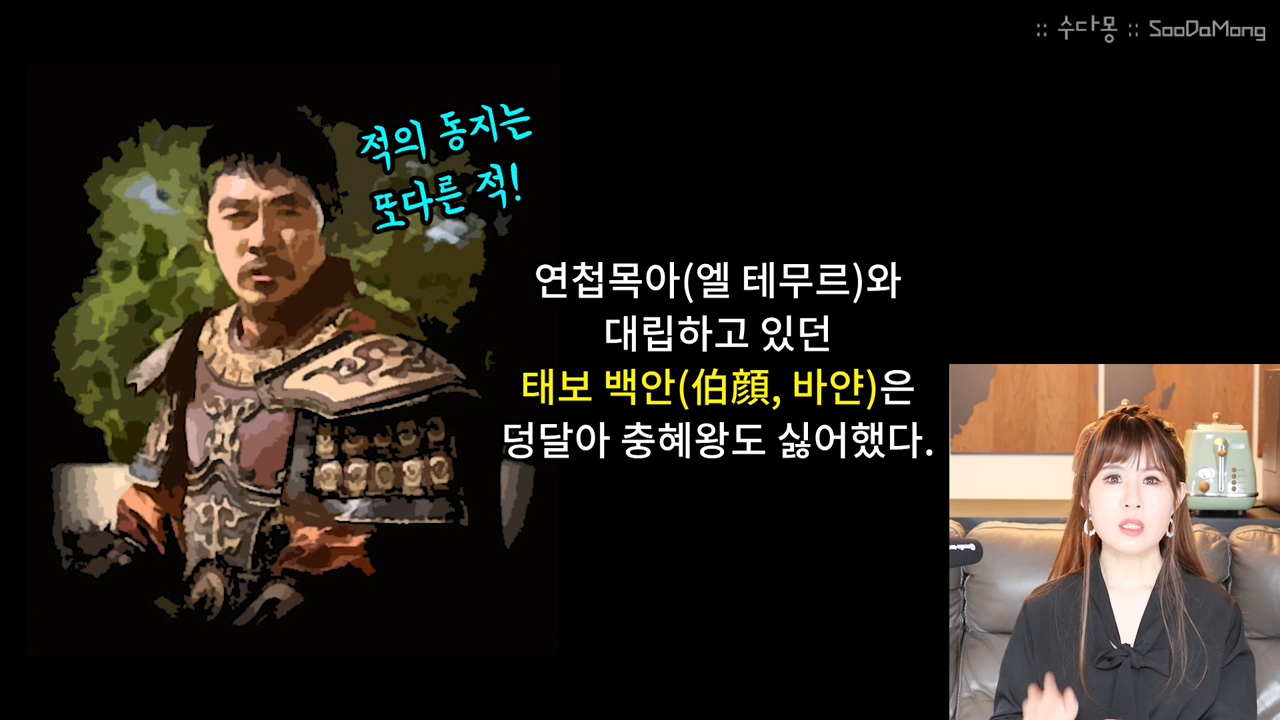 :: 수다몽 :: SooDaMong
적의 동지는
또다른 적!
연첩목아(엘 테무르)와
대립하고 있던
태보 백안(伯顔, 바얀)은
덩달아 충혜왕도 싫어했다.